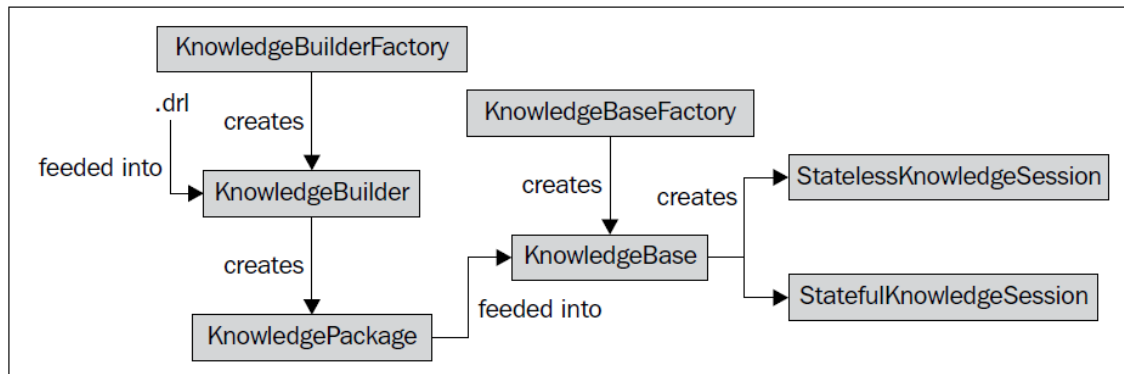 KnowledgeBuilderFactory
.drl
creates
KnowledgeBaseFactory
feeded into
KnowledgeBuilder
creates
creates
StatelessKnowledgeSession
KnowledgeBase
creates
StatefulKnowledgeSession
feeded into
KnowledgePackage